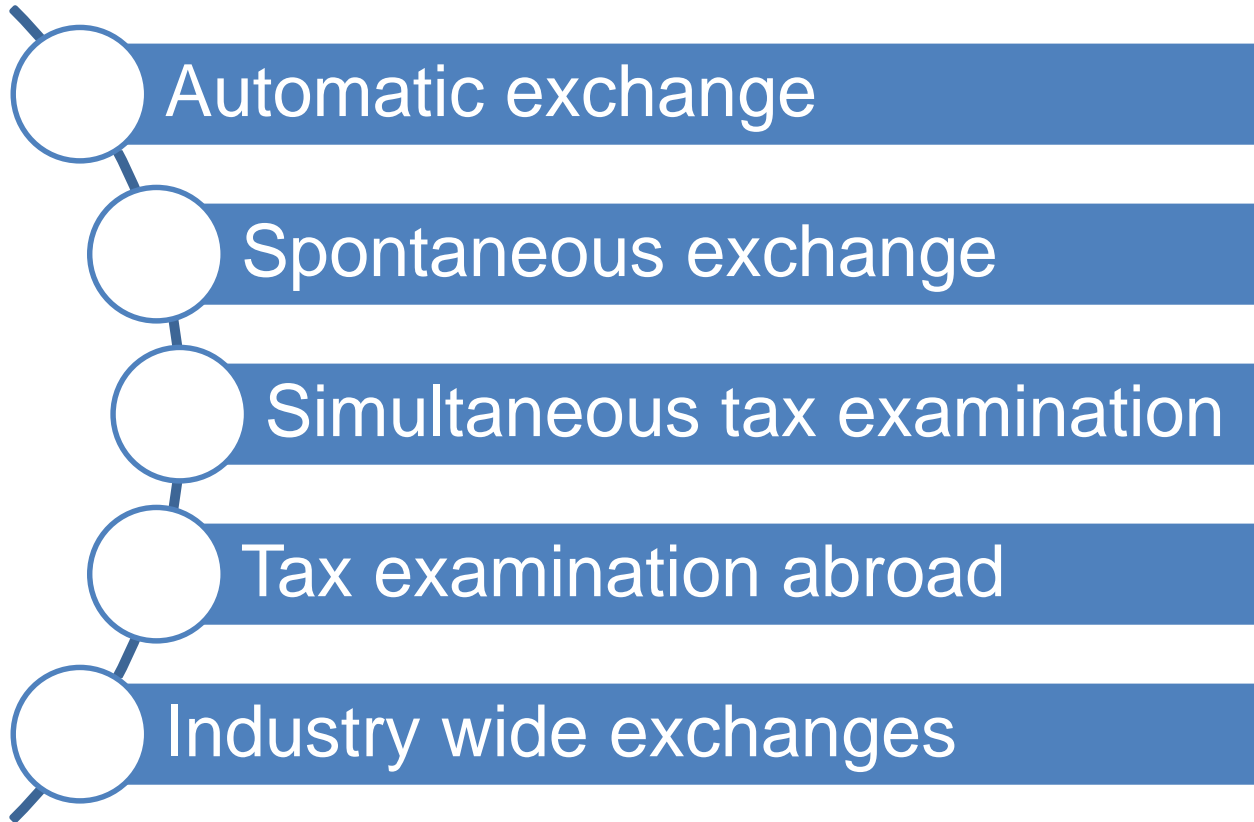 Automatic exchange
Spontaneous exchange
Simultaneous tax examination
Tax examination abroad
Industry wide exchanges